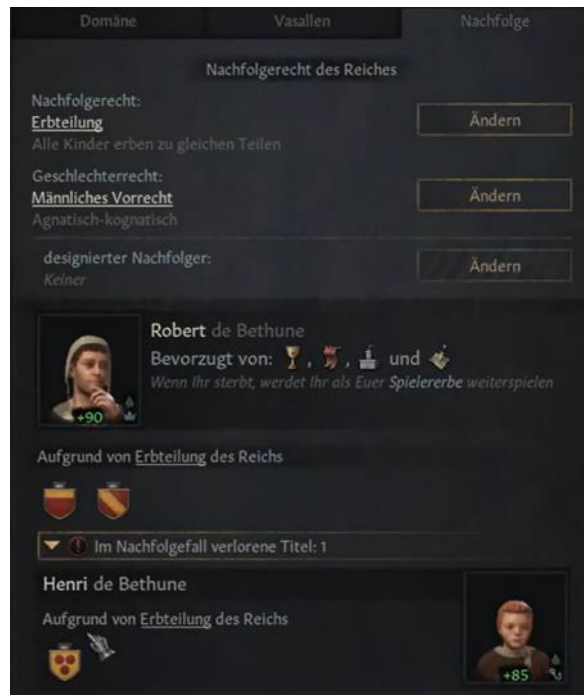 Domäne Vasallen Nachfolge
Nachfolgerecht des Reiches
Nachfolgerecht:
Erbteilung Ändern
Alle Kinder erben zu gleichen Teilen
Geschlechterrecht:
Männliches Vorrecht Ändern
Agnatisch-kognatisch
designierter Nachfolger: Ändern
Keiner
Robert de Bethune
Bevorzugt von: , , und
Wenn Ihr sterbt, werdet Ihr als Euer Spielererbe weiterspielen
+90
Aufgrund von Erbteilung des Reichs
Im Nachfolgefall verlorene Titel: 1
Henri de Bethune
Aufgrund von Erbteilung des Reichs
+85